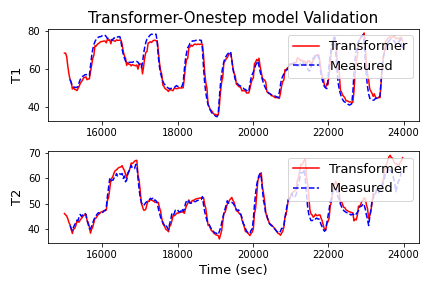 Transformer-Onestep model Validation
80
60
40
T1
Transformer
Measured
16000
18000
20000
22000
24000
70
60
50
40
T2
Transformer
Measured
16000
18000
20000
22000
24000
Time (sec)